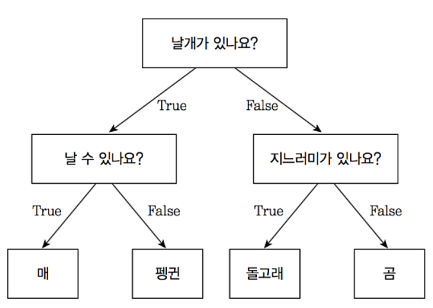 날개가 있나요?
True
False
날 수 있나요?
지느러미가 있나요?
True
False
True
False
매
펭귄
돌고래
곰